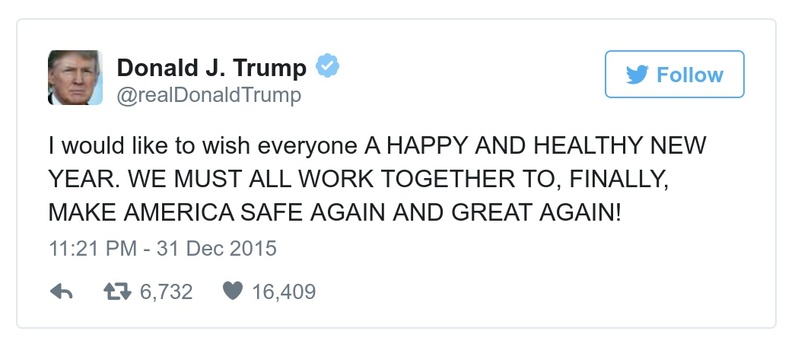 Donald J. Trump
@realDonaldTrump
Follow
I would like to wish everyone A HAPPY AND HEALTHY NEW
YEAR. WE MUST ALL WORK TOGETHER TO, FINALLY,
MAKE AMERICA SAFE AGAIN AND GREAT AGAIN!
11:21 PM - 31 Dec 2015
6,732 16,409